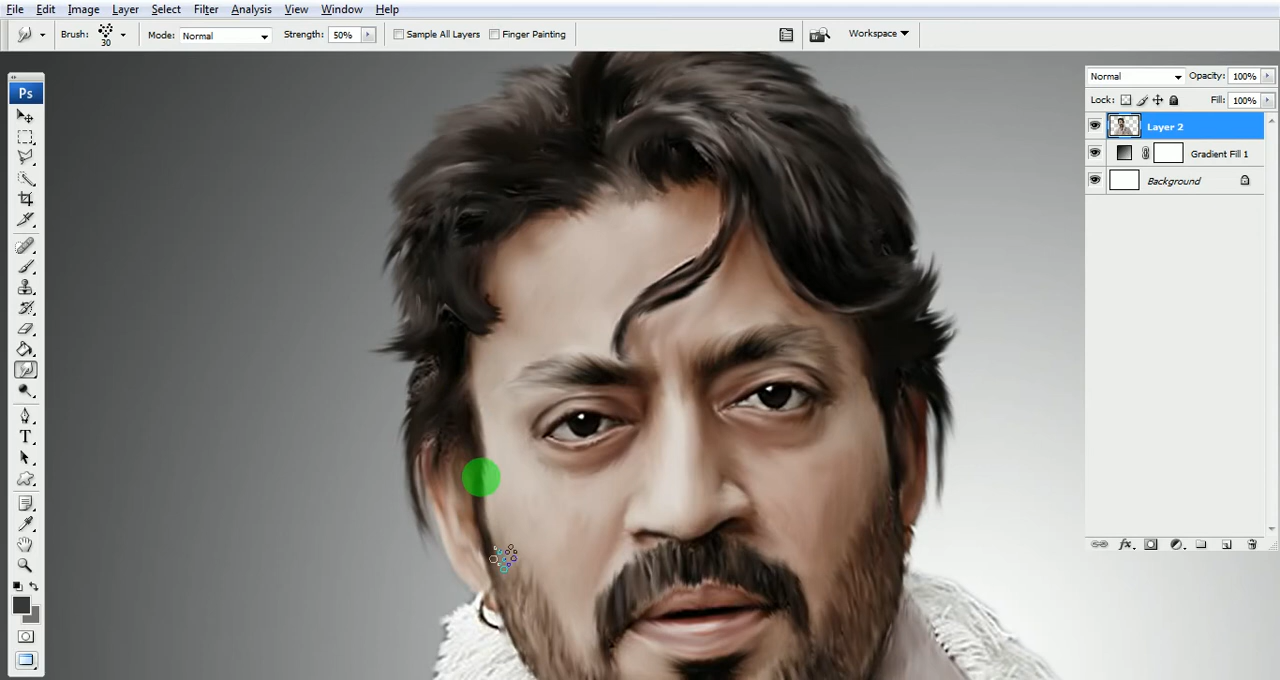 File Edit Image Layer Select Filter Analysis View Window Help
Brush: 30 Mode: Normal Strength: 50% Sample All Layers Finger Painting Workspace
Ps
Normal Opacity: 100%
Lock: Fill: 100%
Layer 2
Gradient Fill 1
Background
T
fx